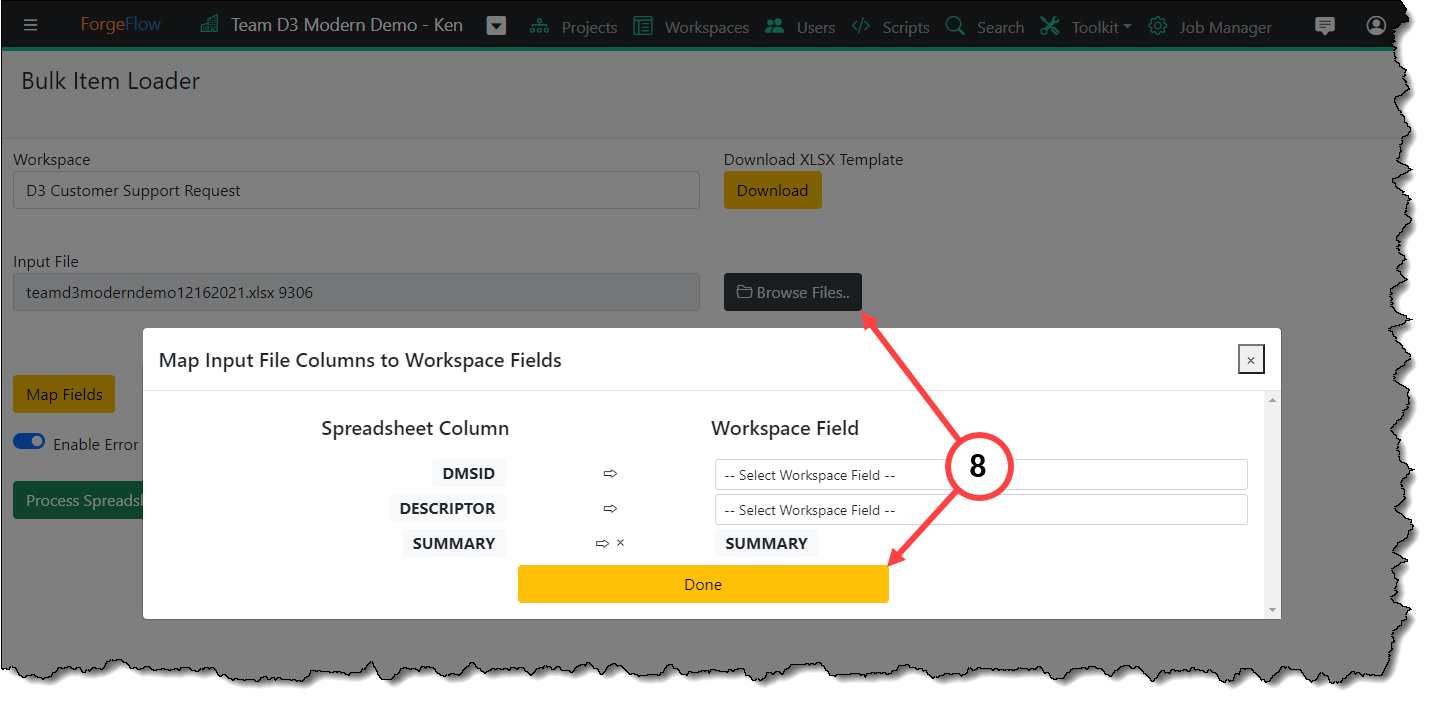 ForgeFlow Team D3 Modern Demo - Ken Projects Workspaces Users Scripts Search Toolkit Job Manager
Bulk Item Loader
Workspace
Download XLSX Template
D3 Customer Support Request
Download
Input File
teamd3moderndemo12162021.xlsx 9306
Browse Files..
Map Input File Columns to Workspace Fields
×
Map Fields
Enable Error
Process Spreadsh
Spreadsheet Column
Workspace Field
DMSID ⇨ -- Select Workspace Field --
DESCRIPTOR ⇨ -- Select Workspace Field --
SUMMARY ⇨ × SUMMARY
Done
8